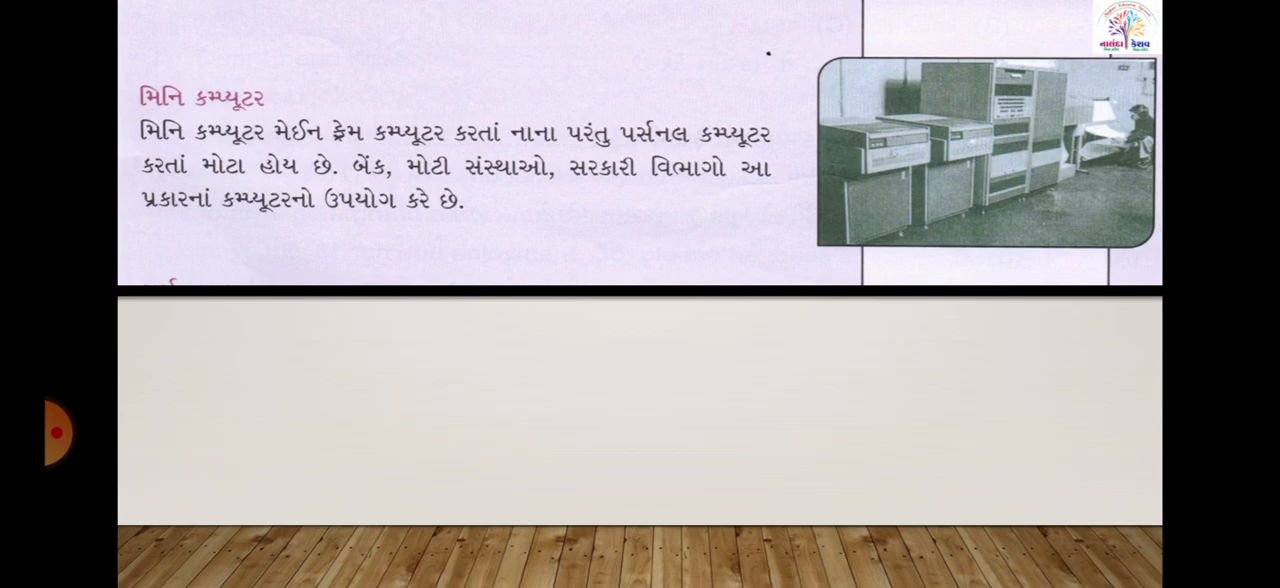 નાલંદા કેશવ
મિનિ કમ્પ્યૂટર
મિનિ કમ્પ્યૂટર મેઈન ફ્રેમ કમ્પ્યૂટર કરતાં નાના પરંતુ પર્સનલ કમ્પ્યૂટર
કરતાં મોટા હોય છે. બેંક, મોટી સંસ્થાઓ, સરકારી વિભાગો આ
પ્રકારનાં કમ્પ્યૂટરનો ઉપયોગ કરે છે.